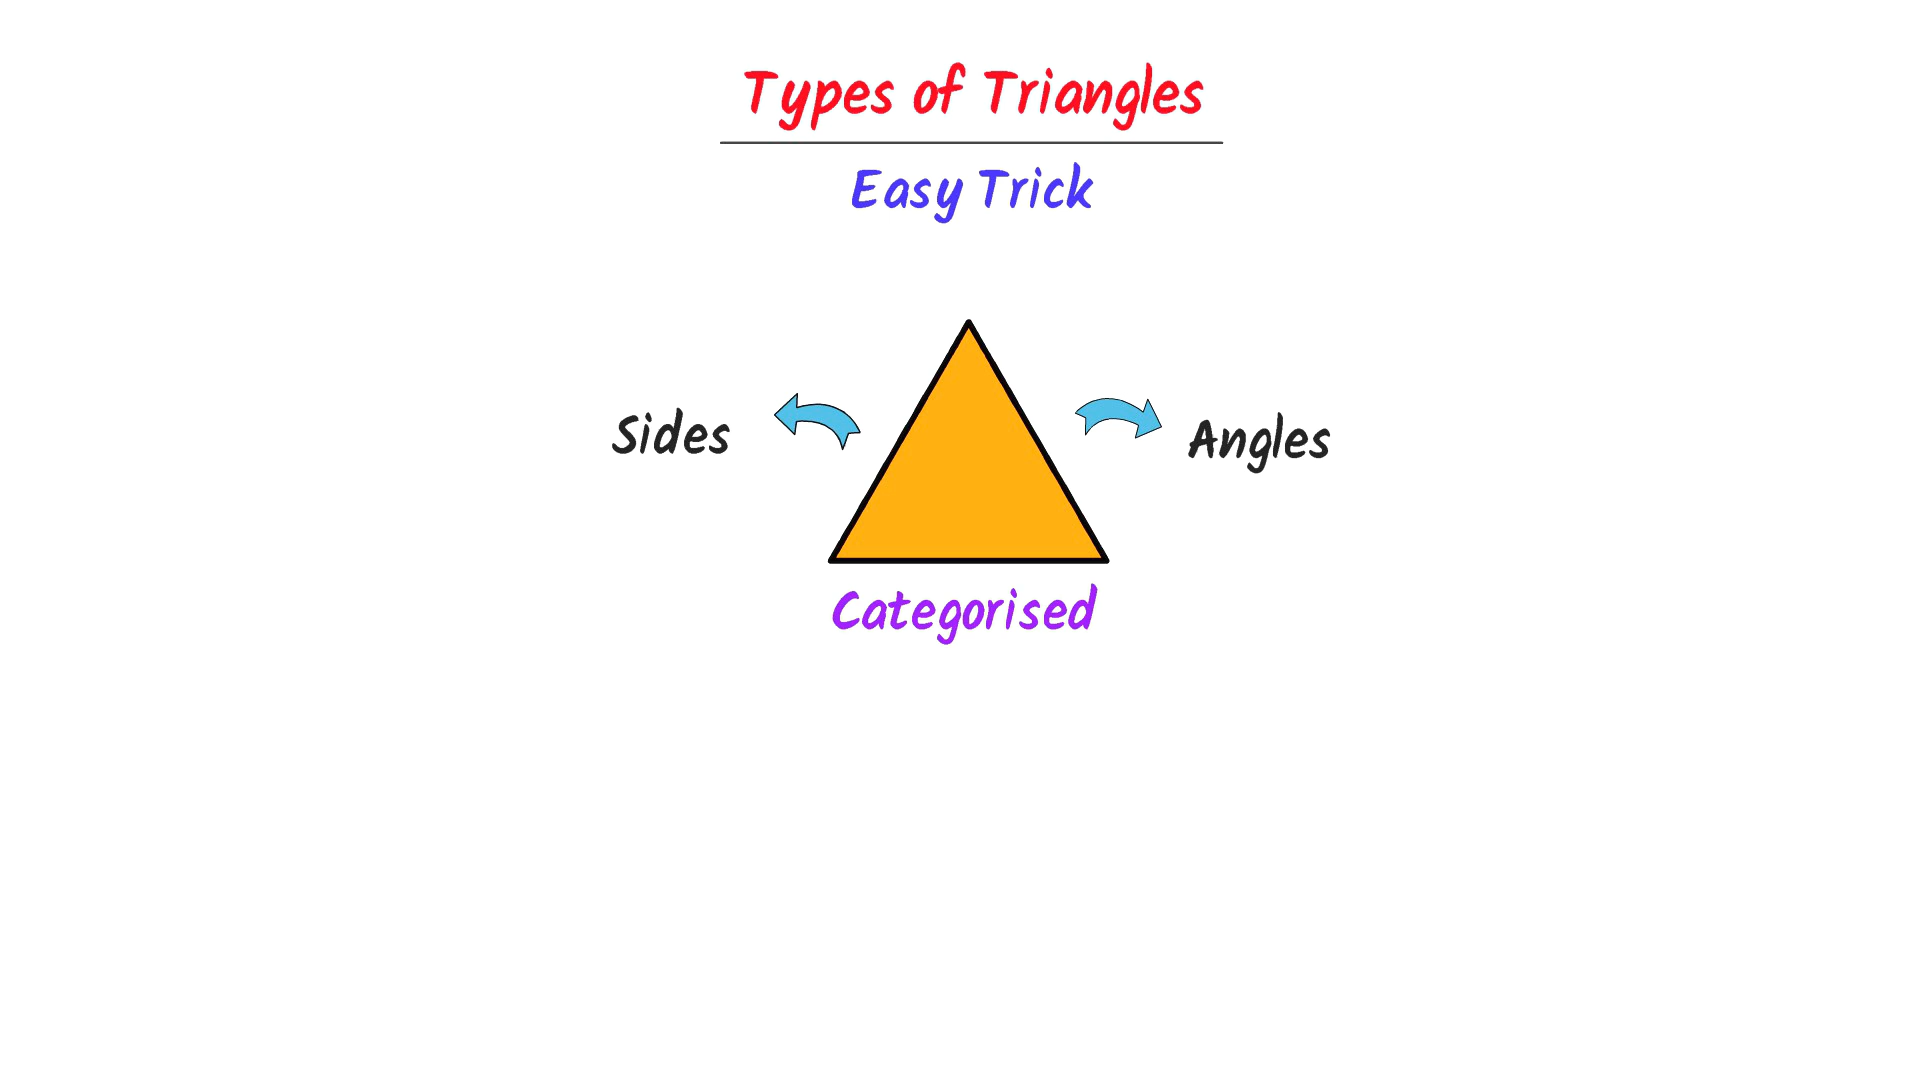 Types of Triangles
Easy Trick
Sides
Angles
Categorised